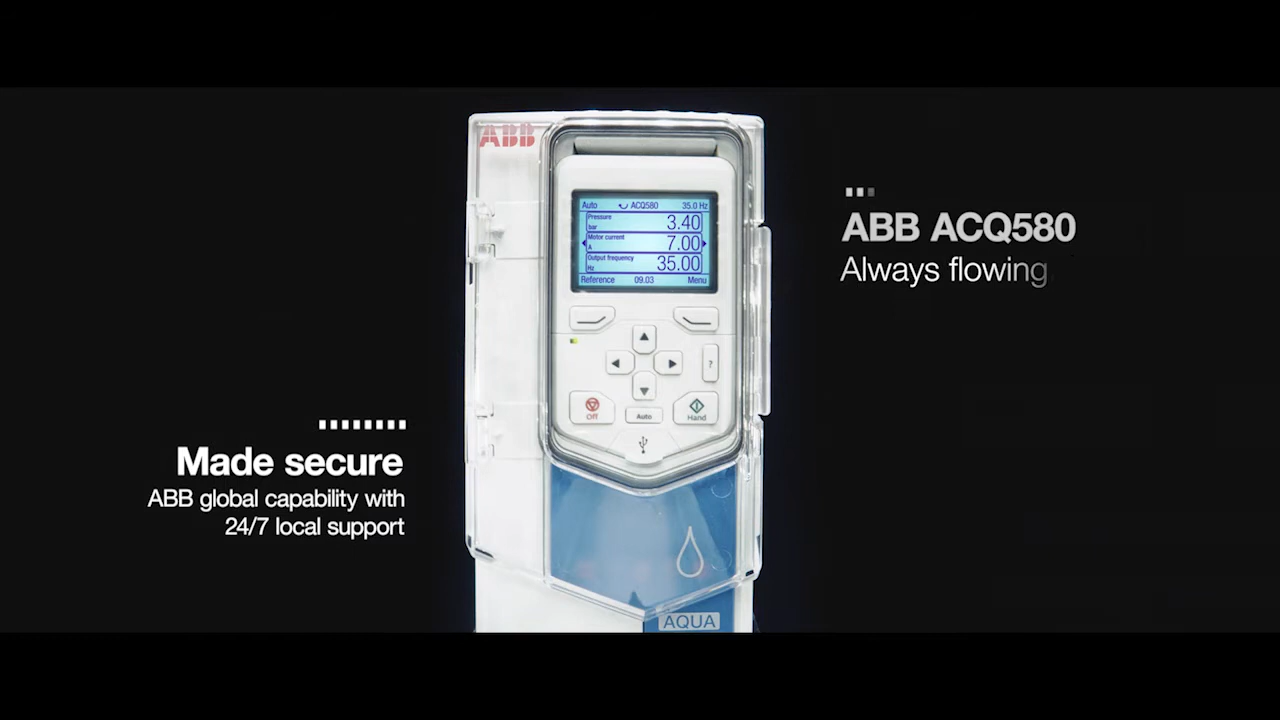 ABB
Auto ACQ580 35.0 Hz
Pressure
bar 3.40
Motor current
A 7.00
Output frequency
Hz 35.00
Reference 09.03 Menu
?
Off Auto Hand
AQUA
ABB ACQ580
Always flowing.
Made secure
ABB global capability with
24/7 local support